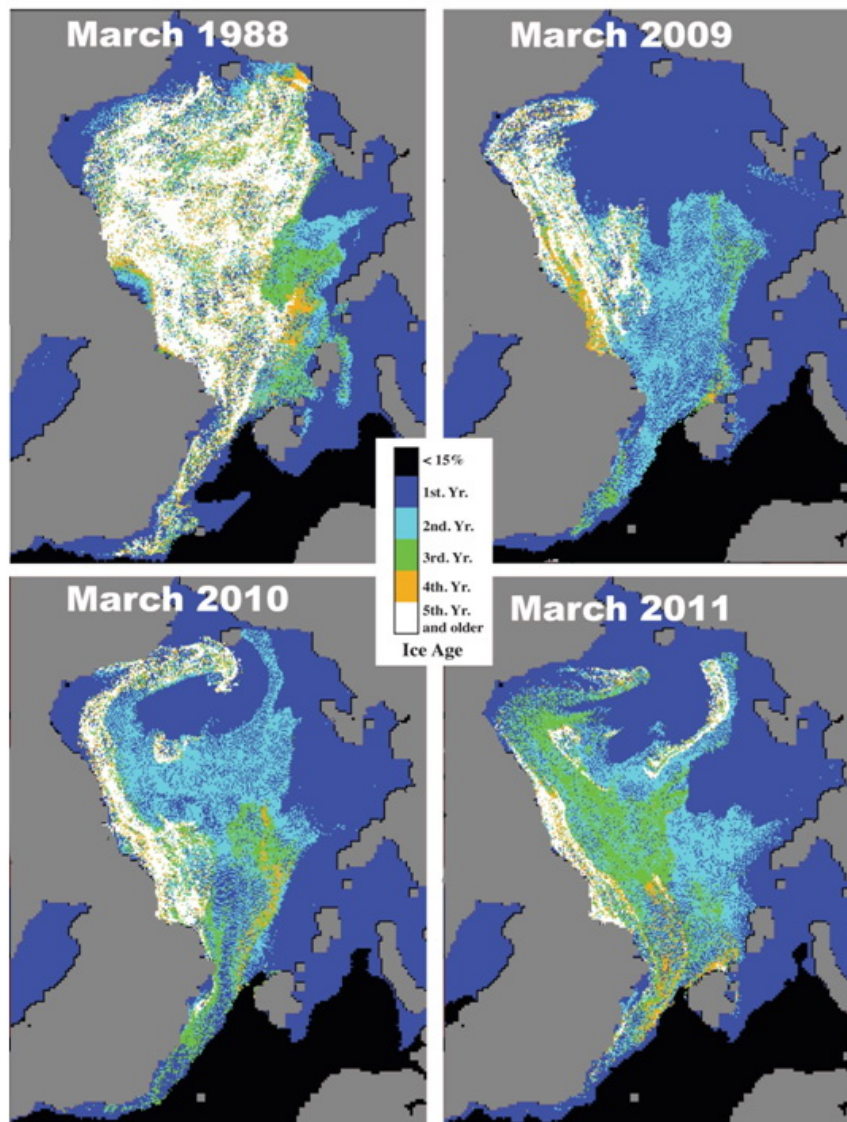 March 1988
March 2009
< 15%
1st. Yr.
2nd. Yr.
3rd. Yr.
4th. Yr.
5th. Yr.
and older
Ice Age
March 2010
March 2011